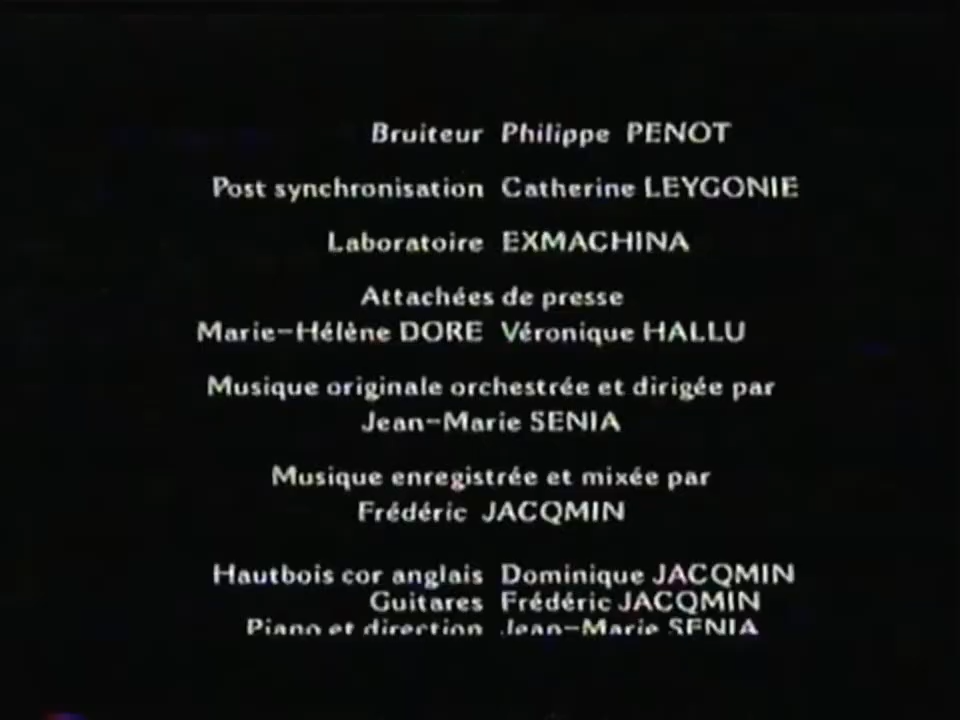 Bruiteur Philippe PENOT
Post synchronisation Catherine LEYGONIE
Laboratoire EXMACHINA
Attachées de presse
Marie-Hélène DORE Véronique HALLU
Musique originale orchestrée et dirigée par
Jean-Marie SENIA
Musique enregistrée et mixée par
Frédéric JACQMIN
Hautbois cor anglais Dominique JACQMIN
Guitares Frédéric JACQMIN
Piano et direction Jean-Marie SENIA